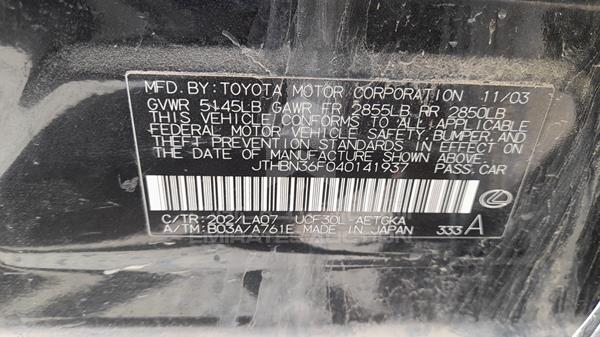 MFD. BY: TOYOTA MOTOR CORPORATION 11/03
GVWR 5145LB GAWR FR 2855LB RR 2850LB
THIS VEHICLE CONFORMS TO ALL APPLICABLE
FEDERAL MOTOR VEHICLE SAFETY, BUMPER, AND
THEFT PREVENTION STANDARDS IN EFFECT ON
THE DATE OF MANUFACTURE SHOWN ABOVE.
JTHBN36F040141937 PASS. CAR
C/TR: 202/LA07 UCF30L-AETGKA
A/TM: B03A/A761E MADE IN JAPAN 333 A
EMIRATES AUCTION